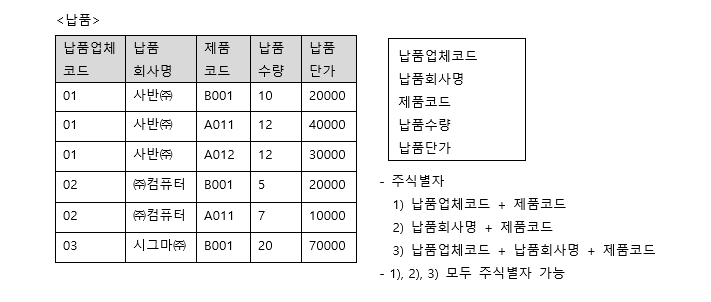 <납품>
납품업체 납품 제품 납품 납품
코드 회사명 코드 수량 단가
01 사반㈜ B001 10 20000
01 사반㈜ A011 12 40000
01 사반㈜ A012 12 30000
02 ㈜컴퓨터 B001 5 20000
02 ㈜컴퓨터 A011 7 10000
03 시그마㈜ B001 20 70000
납품업체코드
납품회사명
제품코드
납품수량
납품단가
- 주식별자
1) 납품업체코드 + 제품코드
2) 납품회사명 + 제품코드
3) 납품업체코드 + 납품회사명 + 제품코드
- 1), 2), 3) 모두 주식별자 가능